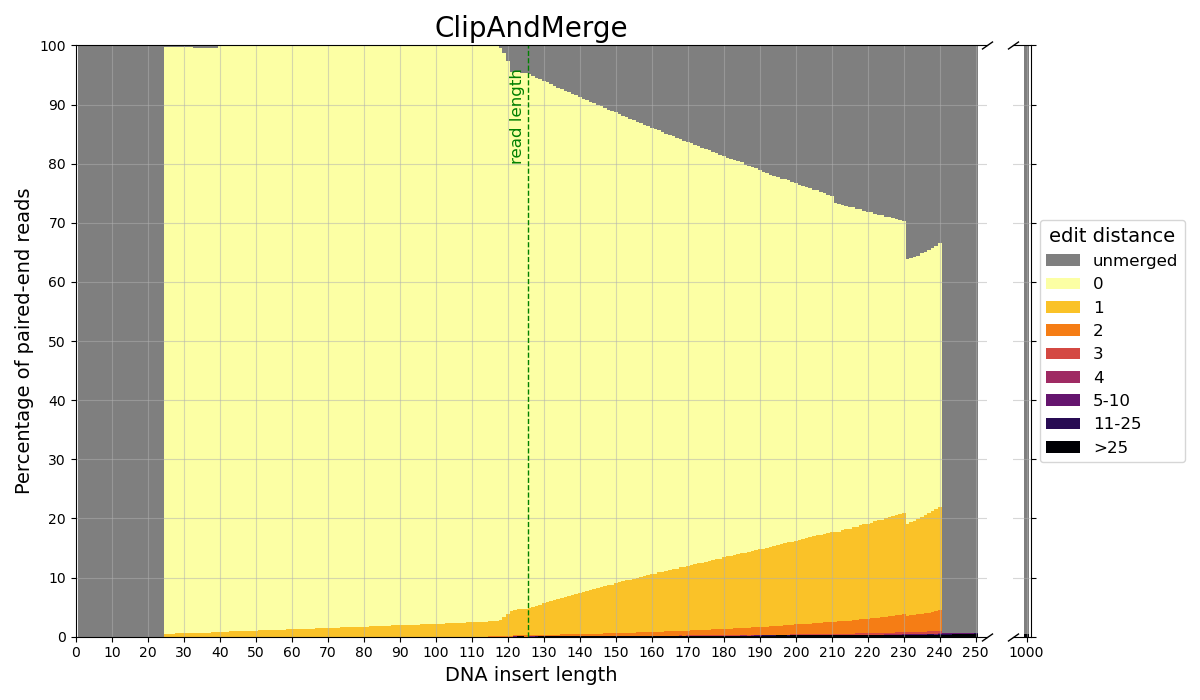 ClipAndMerge
Percentage of paired-end reads
100
90
80
70
60
50
40
30
20
10
0
read length
0 10 20 30 40 50 60 70 80 90 100 110 120 130 140 150 160 170 180 190 200 210 220 230 240 250 1000
DNA insert length
edit distance
unmerged
0
1
2
3
4
5-10
11-25
>25